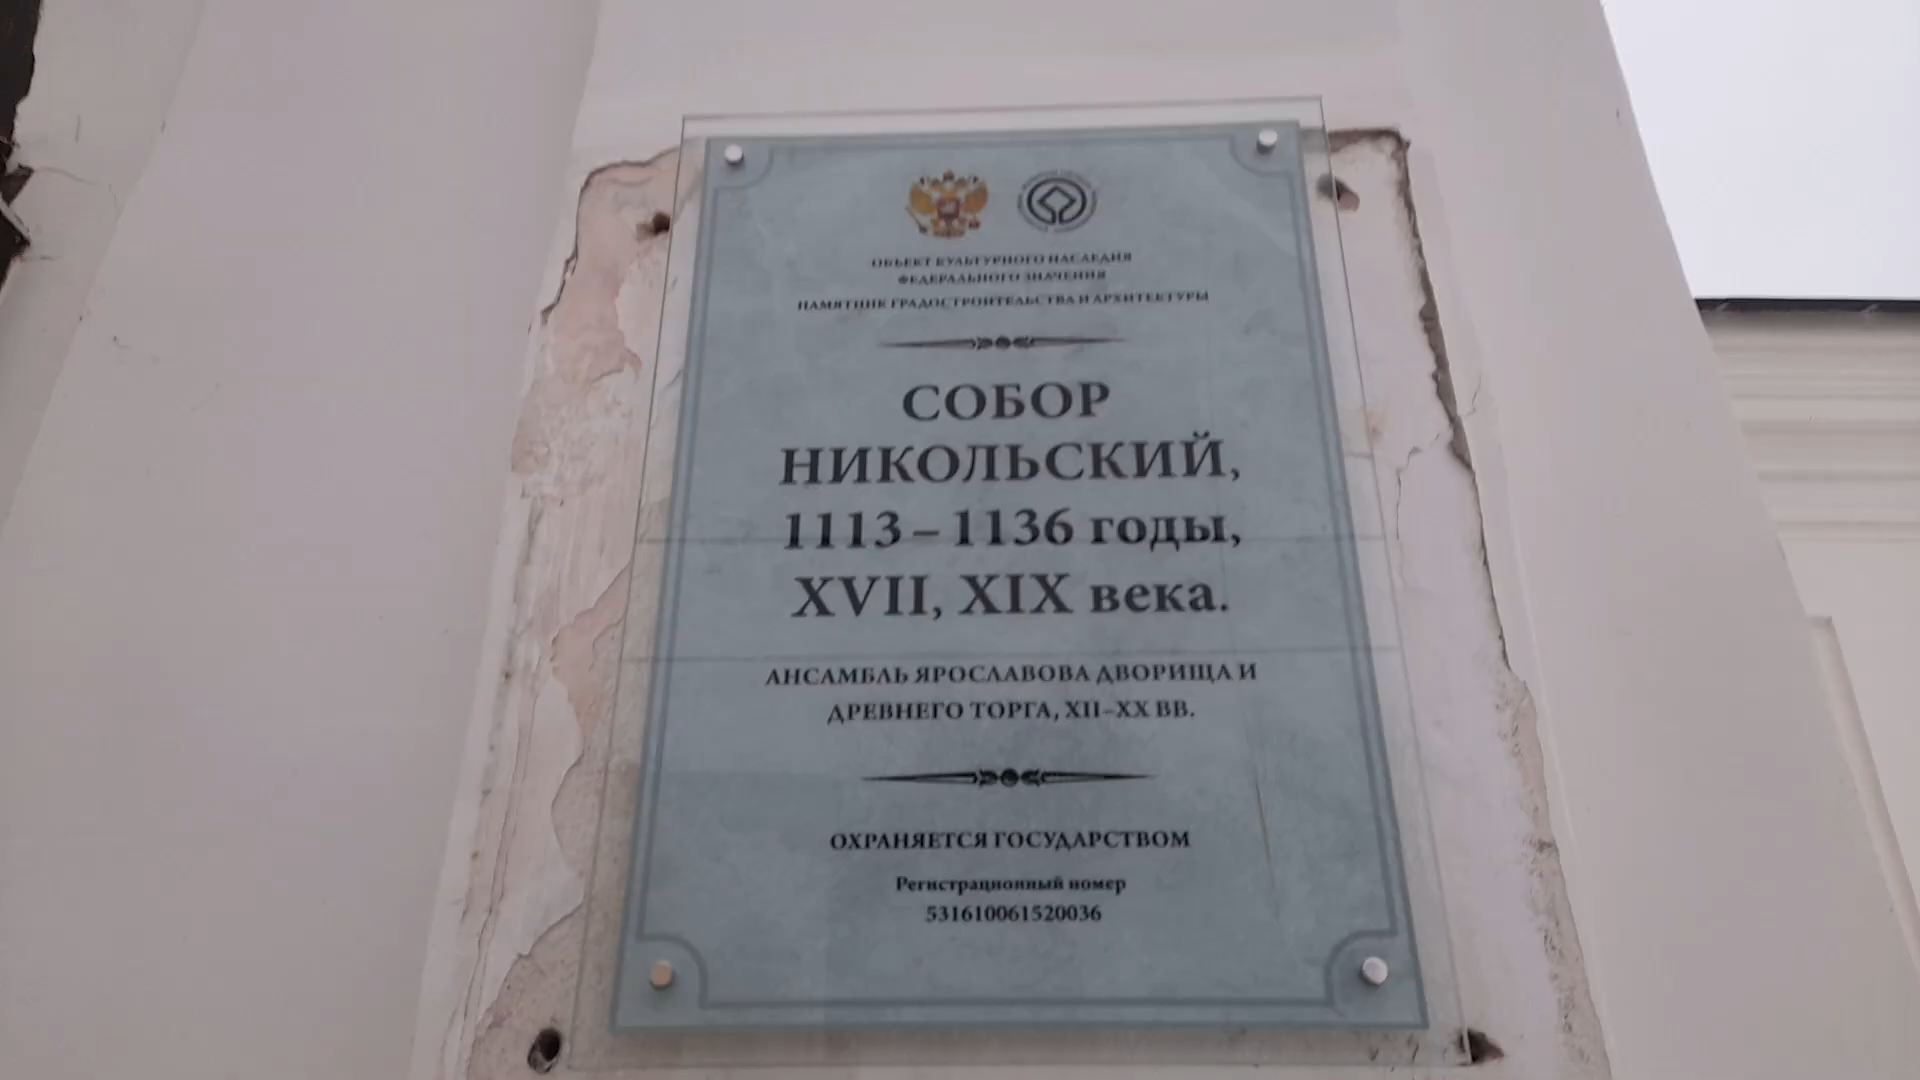 ОБЪЕКТ КУЛЬТУРНОГО НАСЛЕДИЯ
ФЕДЕРАЛЬНОГО ЗНАЧЕНИЯ
ПАМЯТНИК ГРАДОСТРОИТЕЛЬСТВА И АРХИТЕКТУРЫ
СОБОР
НИКОЛЬСКИЙ,
1113–1136 годы,
XVII, XIX века.
АНСАМБЛЬ ЯРОСЛАВОВА ДВОРИЩА И
ДРЕВНЕГО ТОРГА, XII–XX ВВ.
ОХРАНЯЕТСЯ ГОСУДАРСТВОМ
Регистрационный номер
531610061520036